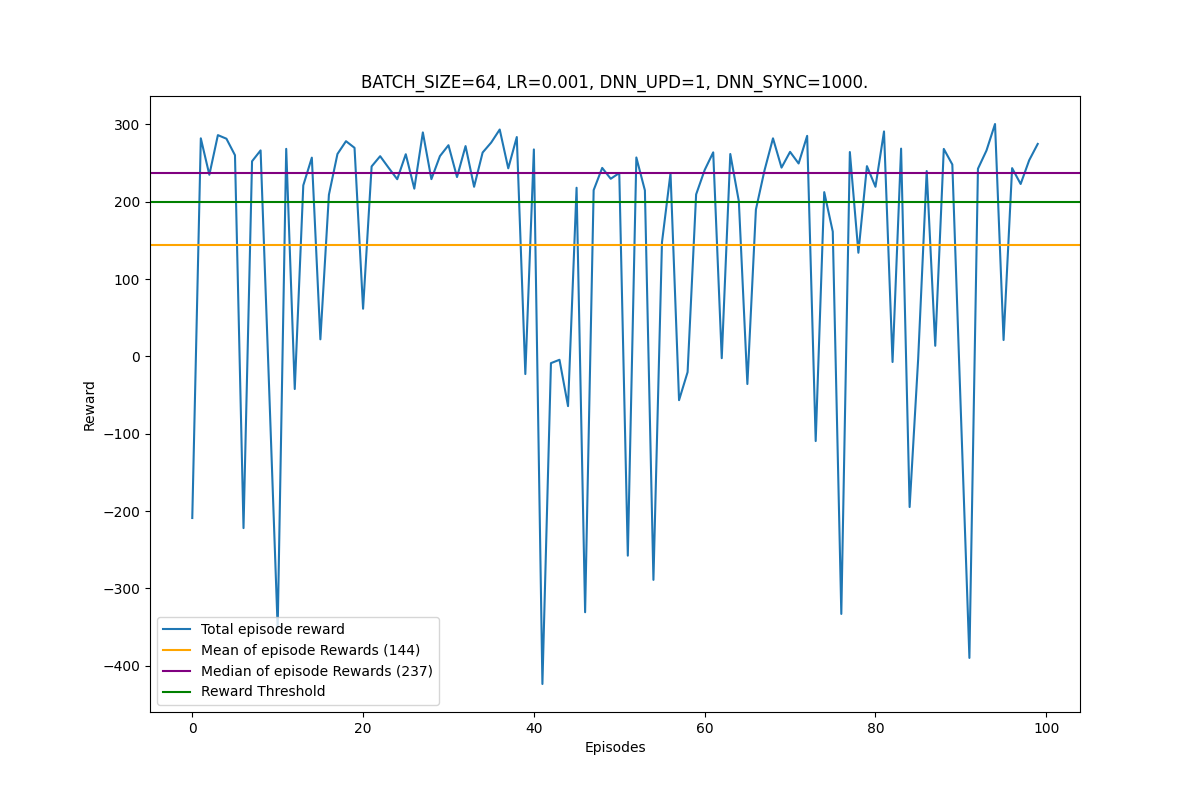 BATCH_SIZE=64, LR=0.001, DNN_UPD=1, DNN_SYNC=1000.
300
200
100
0
−100
−200
−300
−400
Reward
Total episode reward
Mean of episode Rewards (144)
Median of episode Rewards (237)
Reward Threshold
0 20 40 60 80 100
Episodes